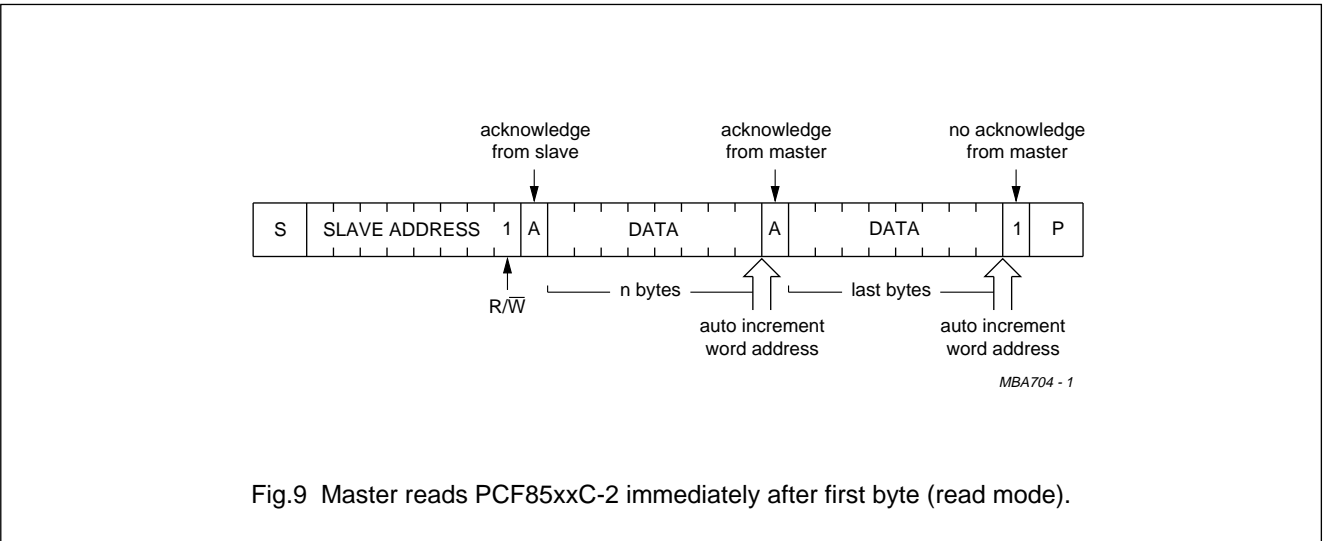 acknowledge
from slave
acknowledge
from master
no acknowledge
from master
S SLAVE ADDRESS 1 A DATA A DATA 1 P
R/W̅
n bytes
last bytes
auto increment
word address
auto increment
word address
MBA704 - 1
Fig.9 Master reads PCF85xxC-2 immediately after first byte (read mode).